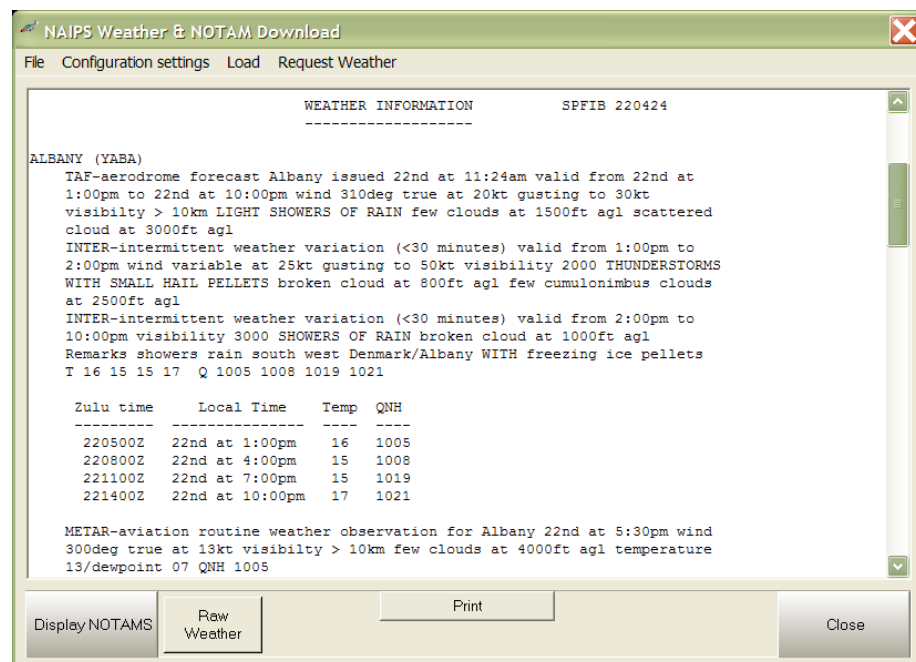 NAIPS Weather & NOTAM Download
File Configuration settings Load Request Weather
WEATHER INFORMATION SPFIB 220424
-------------------
ALBANY (YABA)
TAF-aerodrome forecast Albany issued 22nd at 11:24am valid from 22nd at
1:00pm to 22nd at 10:00pm wind 310deg true at 20kt gusting to 30kt
visibilty > 10km LIGHT SHOWERS OF RAIN few clouds at 1500ft agl scattered
cloud at 3000ft agl
INTER-intermittent weather variation (<30 minutes) valid from 1:00pm to
2:00pm wind variable at 25kt gusting to 50kt visibility 2000 THUNDERSTORMS
WITH SMALL HAIL PELLETS broken cloud at 800ft agl few cumulonimbus clouds
at 2500ft agl
INTER-intermittent weather variation (<30 minutes) valid from 2:00pm to
10:00pm visibility 3000 SHOWERS OF RAIN broken cloud at 1000ft agl
Remarks showers rain south west Denmark/Albany WITH freezing ice pellets
T 16 15 15 17 Q 1005 1008 1019 1021
Zulu time Local Time Temp QNH
--------- --------------- ---- ----
220500Z 22nd at 1:00pm 16 1005
220800Z 22nd at 4:00pm 15 1008
221100Z 22nd at 7:00pm 15 1019
221400Z 22nd at 10:00pm 17 1021
METAR-aviation routine weather observation for Albany 22nd at 5:30pm wind
300deg true at 13kt visibilty > 10km few clouds at 4000ft agl temperature
13/dewpoint 07 QNH 1005
Display NOTAMS
Raw
Weather
Print
Close